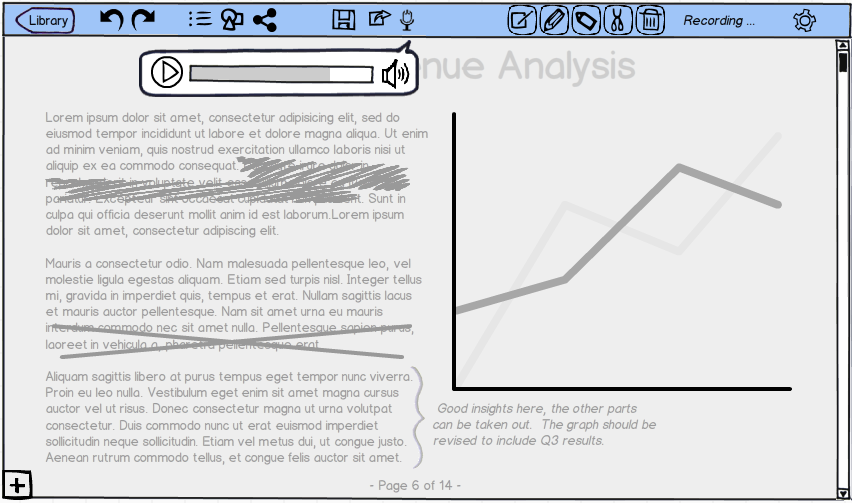 Library
Recording ...
nue Analysis
Lorem ipsum dolor sit amet, consectetur adipisicing elit, sed do
eiusmod tempor incididunt ut labore et dolore magna aliqua. Ut enim
ad minim veniam, quis nostrud exercitation ullamco laboris nisi ut
aliquip ex ea commodo consequat. dolor in
in voluptate velit
pariatur. Excepteur sint occaecat Sunt in
culpa qui officia deserunt mollit anim id est laborum.Lorem ipsum
dolor sit amet, consectetur adipiscing elit.
Mauris a consectetur odio. Nam malesuada pellentesque leo, vel
molestie ligula egestas aliquam. Etiam sed turpis nisl. Integer tellus
mi, gravida in imperdiet quis, tempus et erat. Nullam sagittis lacus
et mauris auctor pellentesque. Nam sit amet urna eu mauris
interdum commodo nec sit amet nulla. Pellentesque sapien purus,
laoreet in vehicula a, pharetra pellentesque erat.
Aliquam sagittis libero at purus tempus eget tempor nunc viverra.
Proin eu leo nulla. Vestibulum eget enim sit amet magna cursus
auctor vel ut risus. Donec consectetur magna ut urna volutpat
consectetur. Duis commodo nunc ut erat euismod imperdiet
sollicitudin neque sollicitudin. Etiam vel metus dui, ut congue justo.
Aenean rutrum commodo tellus, et congue felis auctor sit amet.
Good insights here, the other parts
can be taken out. The graph should be
revised to include Q3 results.
- Page 6 of 14 -